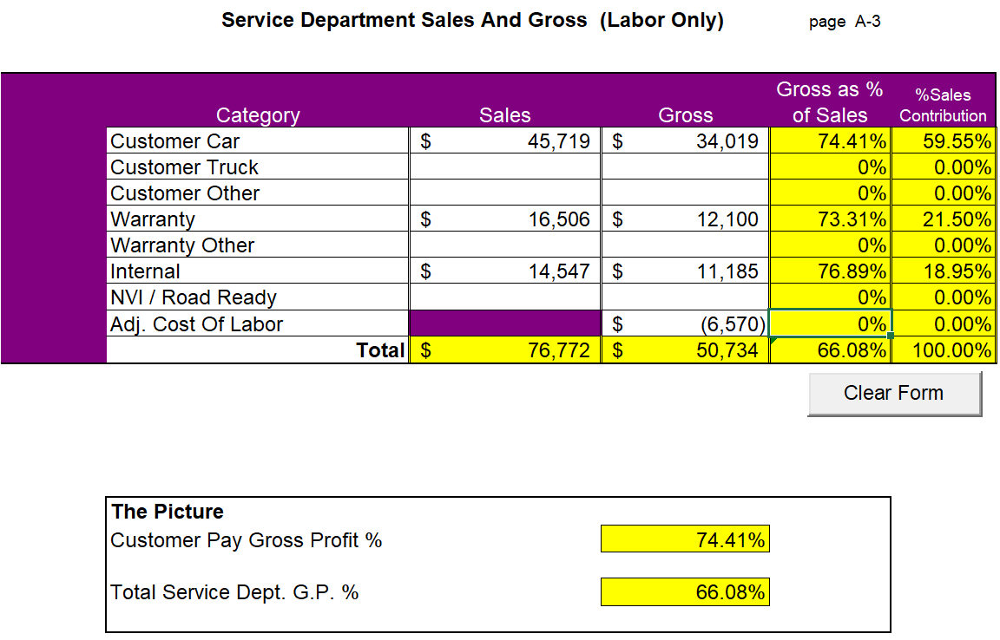 Service Department Sales And Gross (Labor Only) page A-3
Category Sales Gross Gross as % of Sales %Sales Contribution
Customer Car $ 45,719 $ 34,019 74.41% 59.55%
Customer Truck 0% 0.00%
Customer Other 0% 0.00%
Warranty $ 16,506 $ 12,100 73.31% 21.50%
Warranty Other 0% 0.00%
Internal $ 14,547 $ 11,185 76.89% 18.95%
NVI / Road Ready 0% 0.00%
Adj. Cost Of Labor $ (6,570) 0% 0.00%
Total $ 76,772 $ 50,734 66.08% 100.00%
Clear Form
The Picture
Customer Pay Gross Profit % 74.41%
Total Service Dept. G.P. % 66.08%